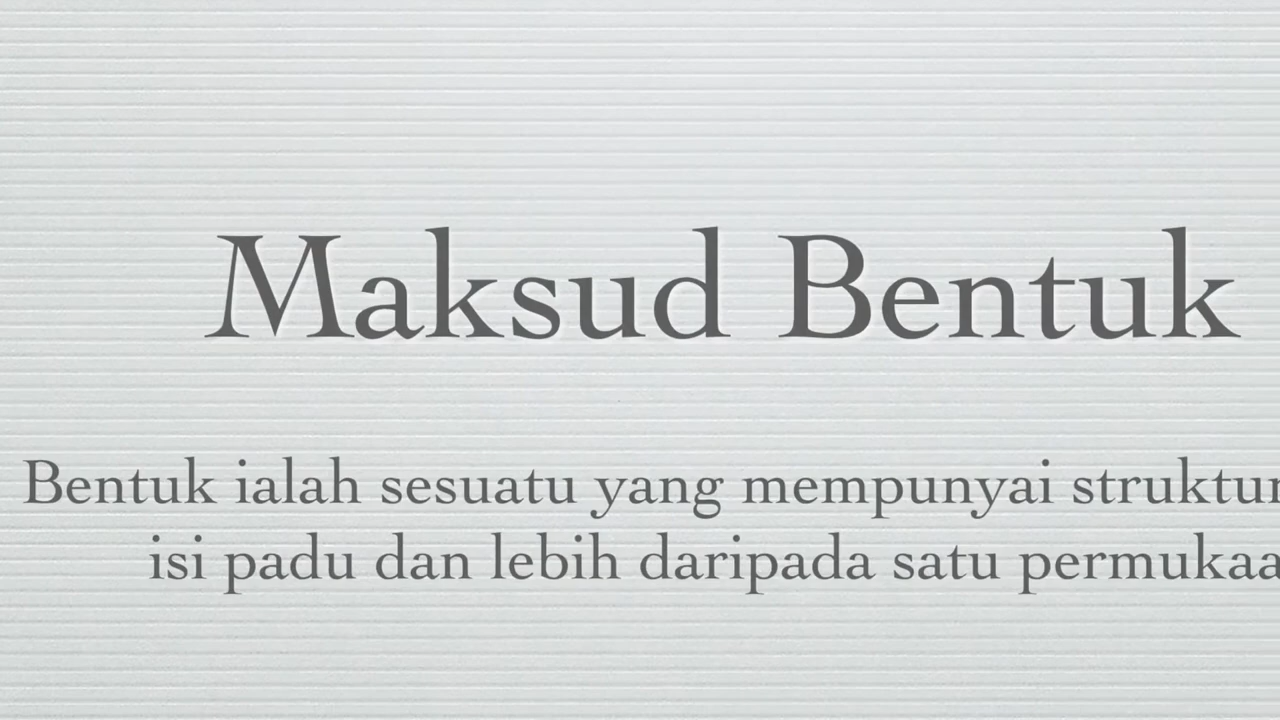 Maksud Bentuk
Bentuk ialah sesuatu yang mempunyai struktur
isi padu dan lebih daripada satu permukaa